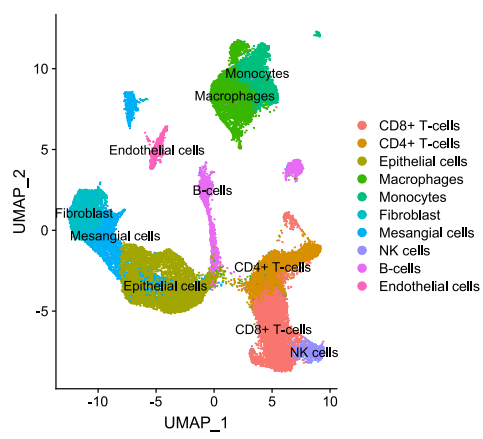 UMAP_2
10
5
0
-5
-10
-5
0
5
10
UMAP_1
Monocytes
Macrophages
Endothelial cells
B-cells
Fibroblast
Mesangial cells
CD4+ T-cells
Epithelial cells
CD8+ T-cells
NK cells
CD8+ T-cells
CD4+ T-cells
Epithelial cells
Macrophages
Monocytes
Fibroblast
Mesangial cells
NK cells
B-cells
Endothelial cells